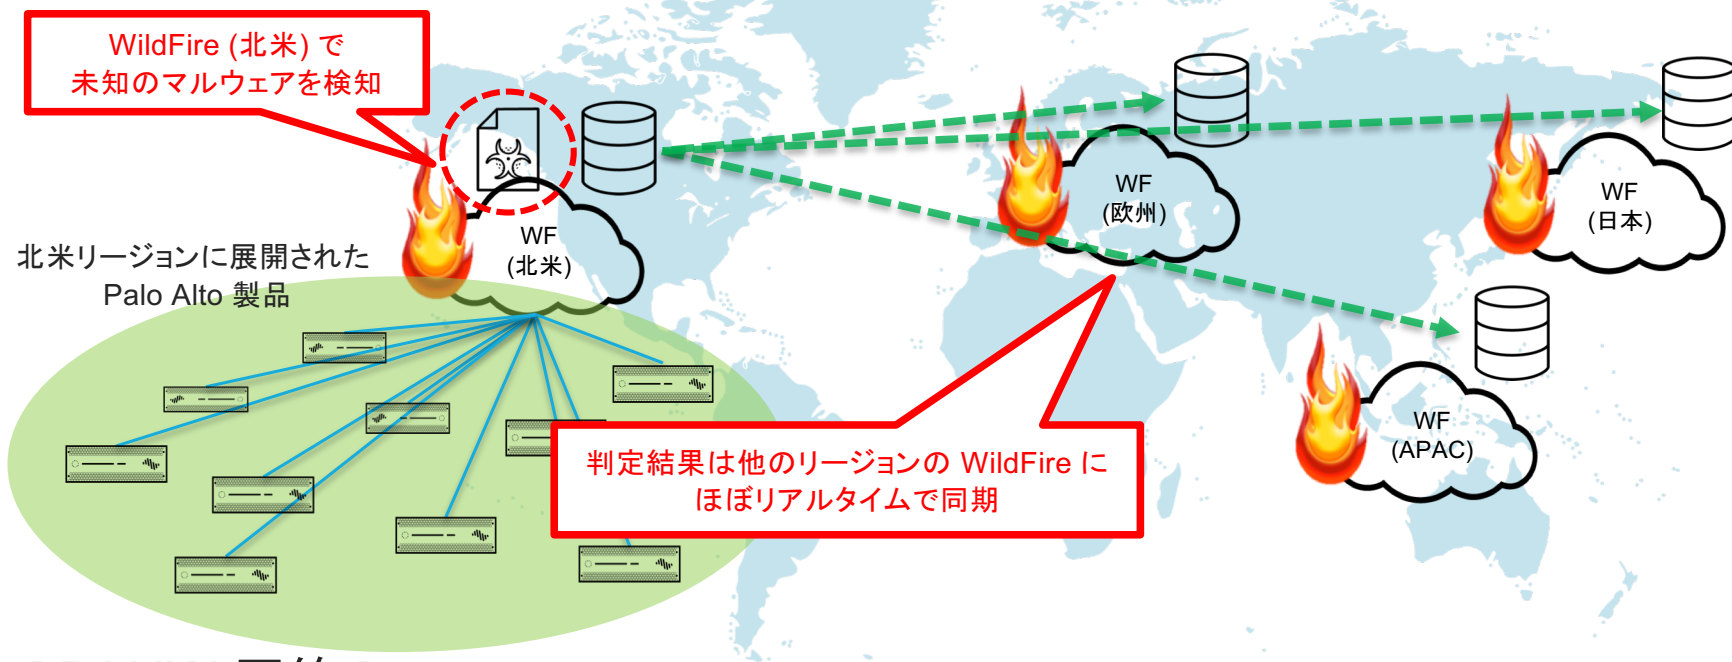 WildFire (北米) で
未知のマルウェアを検知
WF
(北米)
北米リージョンに展開された
Palo Alto 製品
WF
(欧州)
WF
(日本)
WF
(APAC)
判定結果は他のリージョンの WildFire に
ほぼリアルタイムで同期